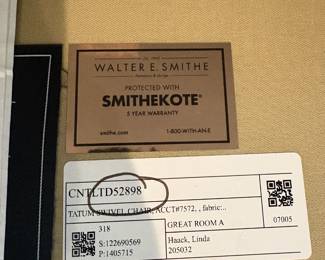 WALTER E. SMITHE
PROTECTED WITH
SMITHEKOTE®
5 YEAR WARRANTY
smithe.com
1-800-WITH-AN-E
CNTLTD52898
TATUM SWIVEL CHAIR, ACCT#7572, , fabric:..
318
GREAT ROOM A
07005
S:122690569
Haack, Linda
P:1405715
205032